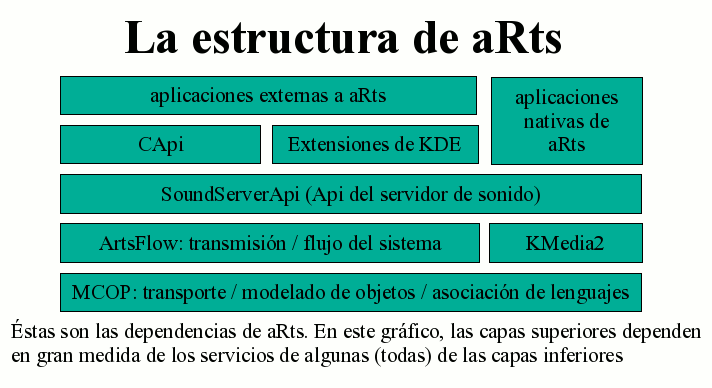 La estructura de aRts
aplicaciones externas a aRts
aplicaciones
nativas de
aRts
CApi
Extensiones de KDE
SoundServerApi (Api del servidor de sonido)
ArtsFlow: transmisión / flujo del sistema
KMedia2
MCOP: transporte / modelado de objetos / asociación de lenguajes
Éstas son las dependencias de aRts. En este gráfico, las capas superiores dependen
en gran medida de los servicios de algunas (todas) de las capas inferiores